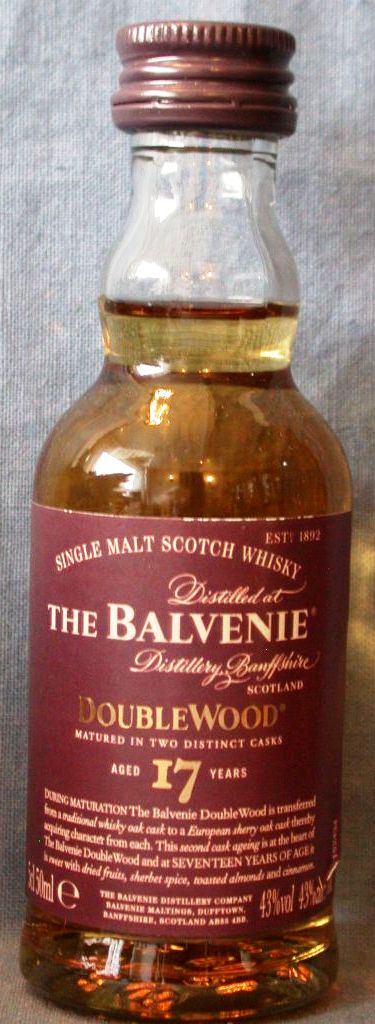 ESTD 1892
SINGLE MALT SCOTCH WHISKY
Distilled at
THE BALVENIE®
Distillery, Banffshire
SCOTLAND
DOUBLEWOOD®
MATURED IN TWO DISTINCT CASKS
AGED 17 YEARS
DURING MATURATION The Balvenie DoubleWood is transferred
from a traditional whisky oak cask to a European sherry oak cask thereby
acquiring character from each. This second cask ageing is at the heart of
The Balvenie DoubleWood and at SEVENTEEN YEARS OF AGE it
is sweet with dried fruits, sherbet spice, toasted almonds and cinnamon.
5cl 50ml ℮
THE BALVENIE DISTILLERY COMPANY
BALVENIE MALTINGS, DUFFTOWN,
BANFFSHIRE, SCOTLAND AB55 4BB.
43%vol 43%